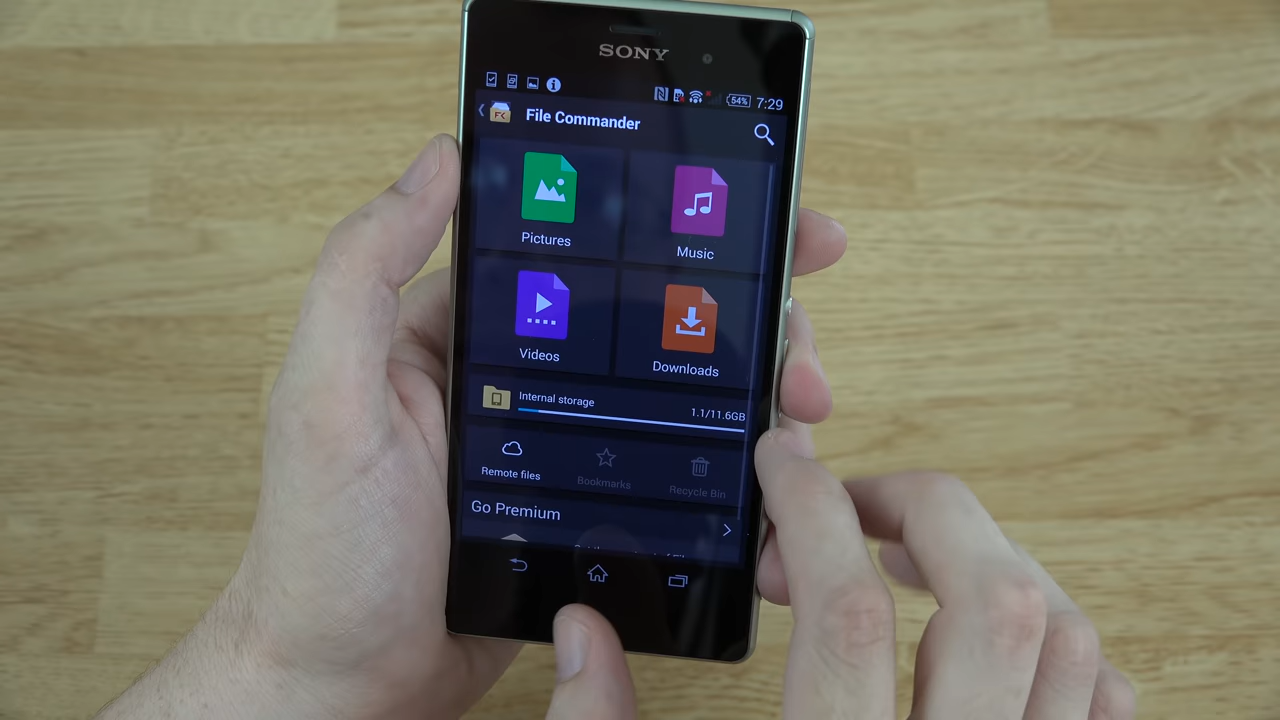 SONY
54% 7:29
FK File Commander
Pictures
Music
Videos
Downloads
Internal storage
1.1/11.6GB
Remote files
Bookmarks
Recycle Bin
Go Premium